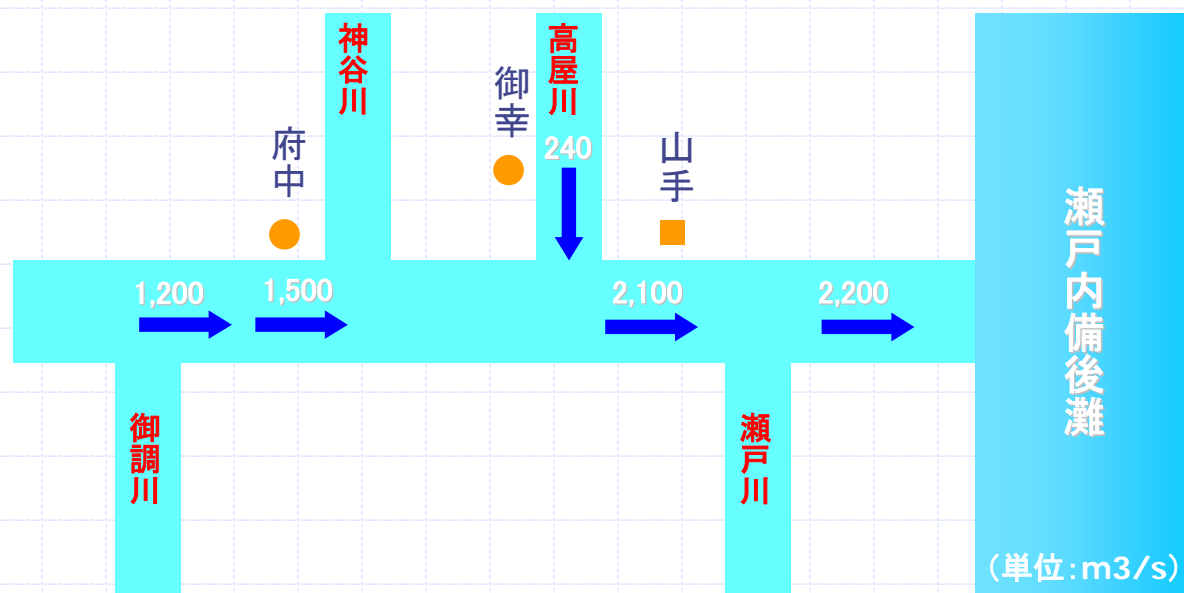 神谷川
高屋川
御幸
府中
山手
240
1,200
1,500
2,100
2,200
瀬戸内備後灘
御調川
瀬戸川
(単位:m3/s)